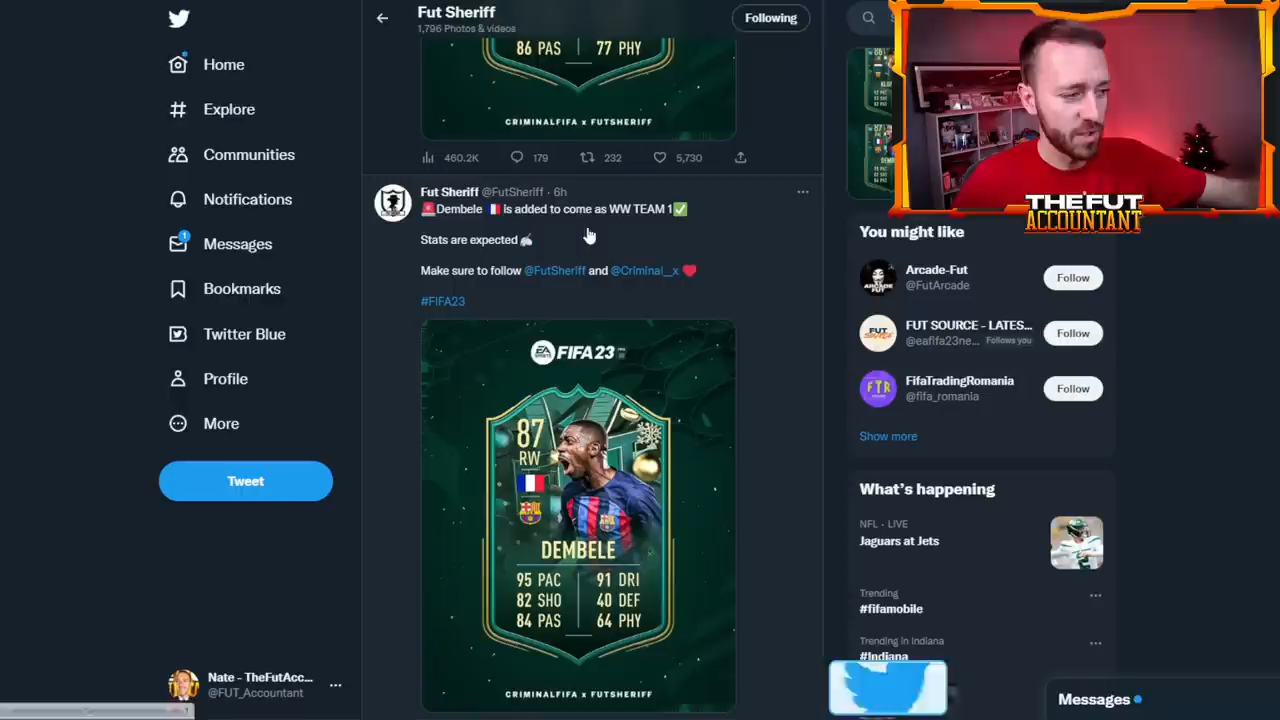 Home
Explore
Communities
Notifications
Messages
1
Bookmarks
Twitter Blue
Profile
More
Tweet
Nate - TheFutAcc...
@FUT_Accountant
Fut Sheriff
1,796 Photos & videos
Following
86 PAS 77 PHY
CRIMINALFIFA x FUTSHERIFF
460.2K 179 232 5,730
Fut Sheriff @FutSheriff · 6h
🚨Dembele 🇫🇷 is added to come as WW TEAM 1✅
Stats are expected
Make sure to follow @FutSheriff and @Criminal__x ❤️
#FIFA23
EA SPORTS FIFA 23
87
RW
DEMBELE
95 PAC 91 DRI
82 SHO 40 DEF
84 PAS 64 PHY
CRIMINALFIFA x FUTSHERIFF
THE FUT
ACCOUNTANT
You might like
Arcade-Fut
@FutArcade
Follow
FUT SOURCE - LATES...
@eafifa23ne... Follows you
Follow
FifaTradingRomania
@fifa_romania
Follow
Show more
What's happening
NFL · LIVE
Jaguars at Jets
Trending
#fifamobile
Trending in Indiana
#Indiana
Messages